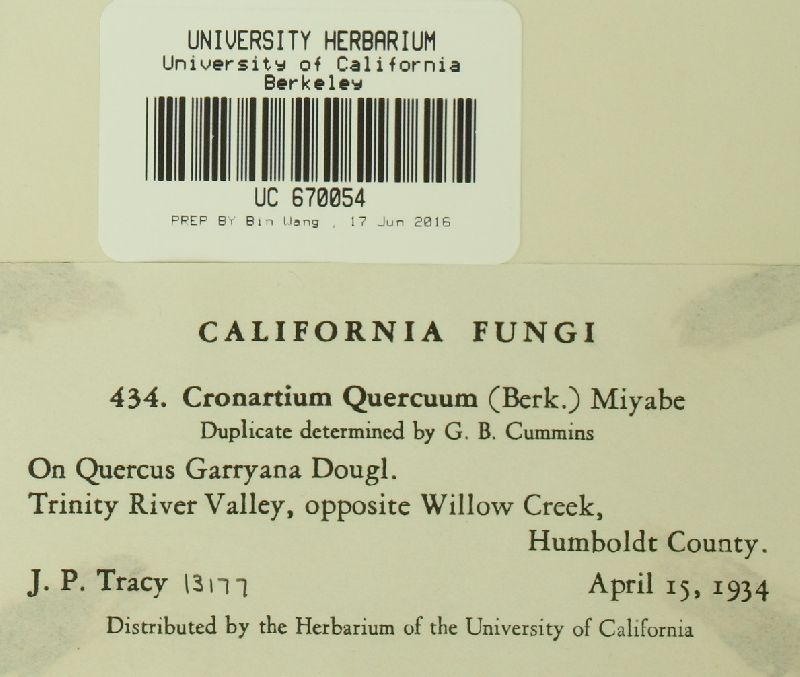 UNIVERSITY HERBARIUM
University of California
Berkeley
UC 670054
PREP BY Bin Wang , 17 Jun 2016
CALIFORNIA FUNGI
434. Cronartium Quercuum (Berk.) Miyabe
Duplicate determined by G. B. Cummins
On Quercus Garryana Dougl.
Trinity River Valley, opposite Willow Creek,
Humboldt County.
J. P. Tracy 13177 April 15, 1934
Distributed by the Herbarium of the University of California